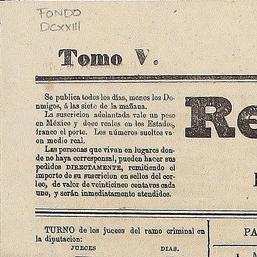 FONDO
DCXXIII
Tomo V.
Se publica todos los días, menos los Do-
mnigos, á las siete de la mañana.
La suscricion adelantada vale un peso
en México y doce reales en los Estados,
franco el porte. Los números sueltos va-
en medio real.
Las personas que vivan en lugares don-
de no haya corresponsal, pueden hacer sus
pedidos DIRECTAMENTE, remitiendo el
importe de su suscricion en sellos del cor-
reo, de valor de veinticinco centavos cada
uno, y serán inmediatamente atendidos.
Re
TURNO de los jueces del ramo criminal en
la diputacion:
JUECES DIAS.
PA